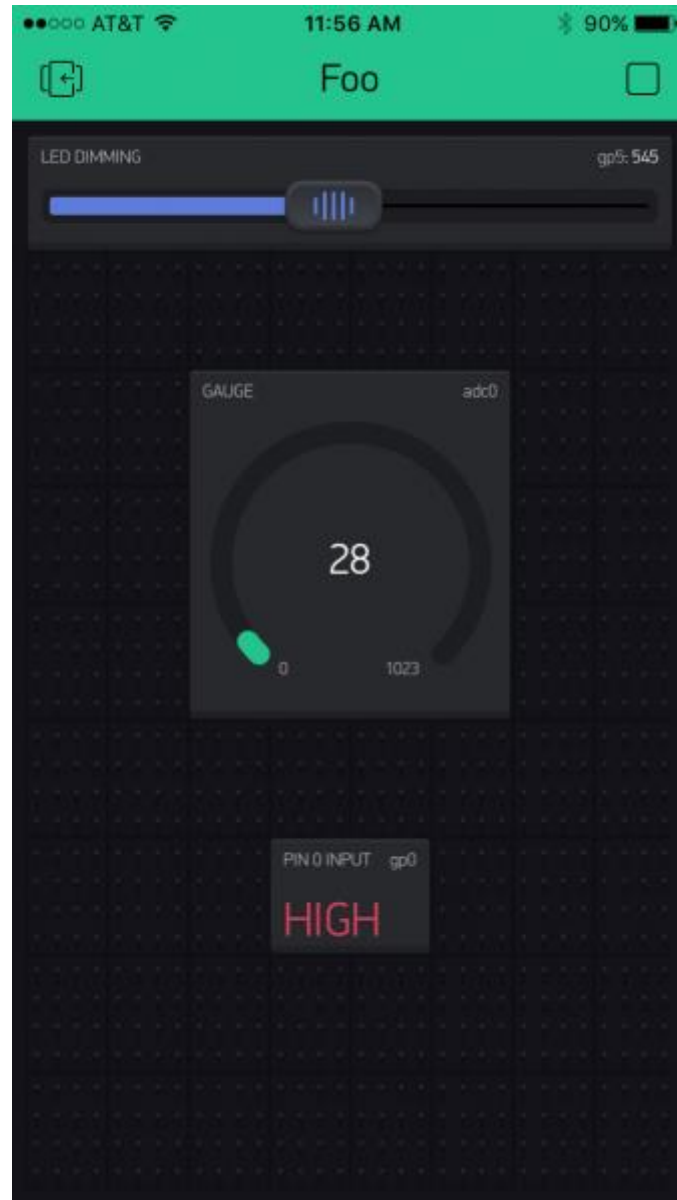 AT&T 11:56 AM 90%
Foo
LED DIMMING gp5: 545
GAUGE adc0
28
0 1023
PIN 0 INPUT gp0
HIGH